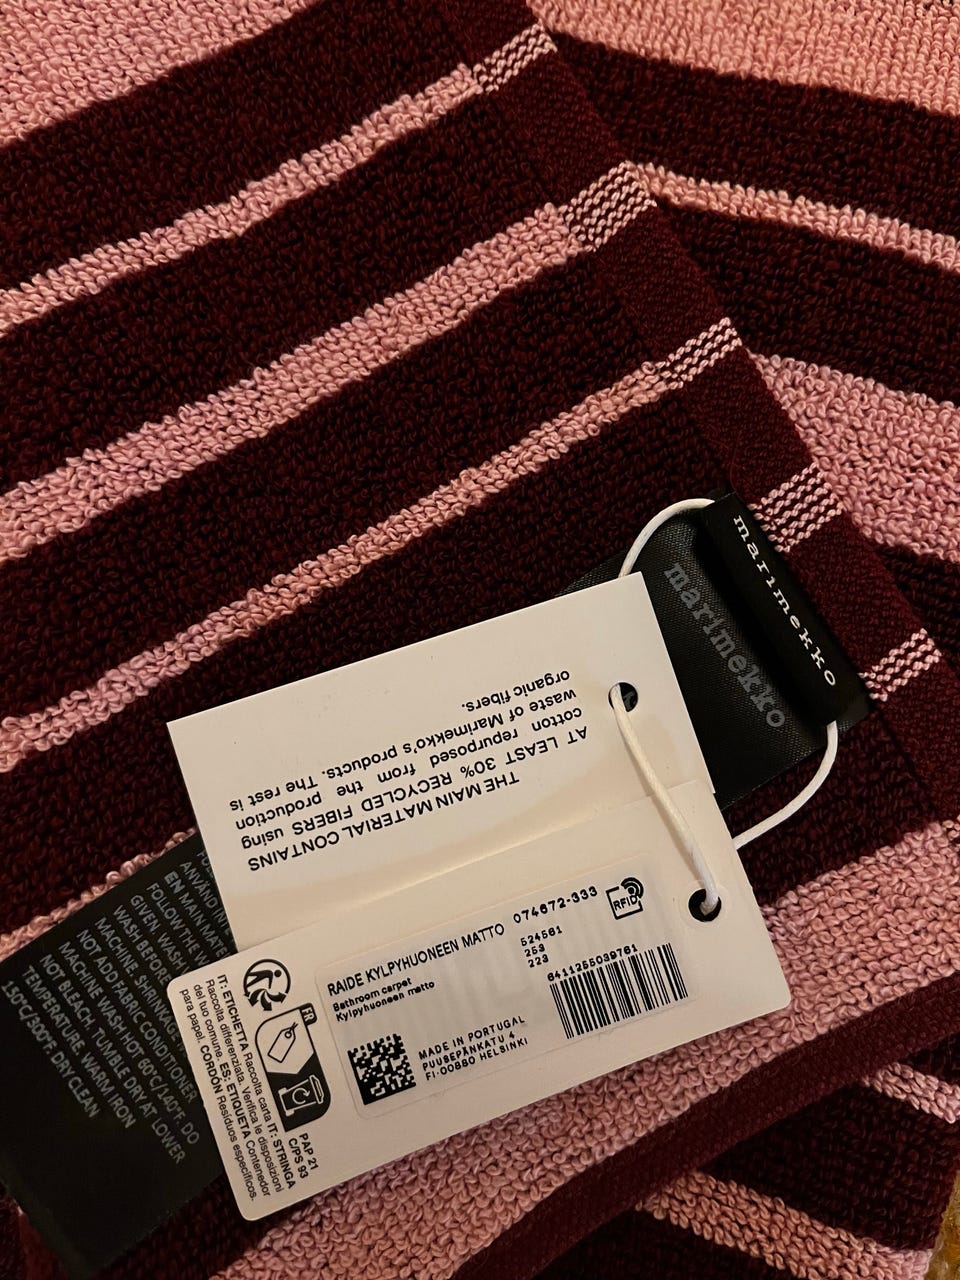 marimekko
marimekko
THE MAIN MATERIAL CONTAINS
AT LEAST 30% RECYCLED FIBERS using
cotton repurposed from the production
waste of Marimekko's products. The rest is
organic fibers.
RAIDE KYLPYHUONEEN MATTO 074672-333
Bathroom carpet
Kylpyhuoneen matto
524561
253
223
RFID
6411255039761
MADE IN PORTUGAL
PUUSEPÄNKATU 4
FI-00880 HELSINKI
FR
PAP 21
C/PS 93
IT: ETICHETTA Raccolta carta IT: STRINGA
Raccolta differenziata. Verifica le disposizioni
del tuo comune. ES: ETIQUETA Contenedor
para papel. CORDÓN Residuos específicos.
ANVÄND IN
EN MAIN MATE
FOLLOW THE
GIVEN. WASH W
WASH BEFORE
MACHINE SHRINKAGE
NOT ADD FABRIC CONDITIONER
MACHINE WASH HOT 60°C/140°F. DO
NOT BLEACH. TUMBLE DRY AT LOWER
TEMPERATURE. WARM IRON
150°C/300°F. DRY CLEAN